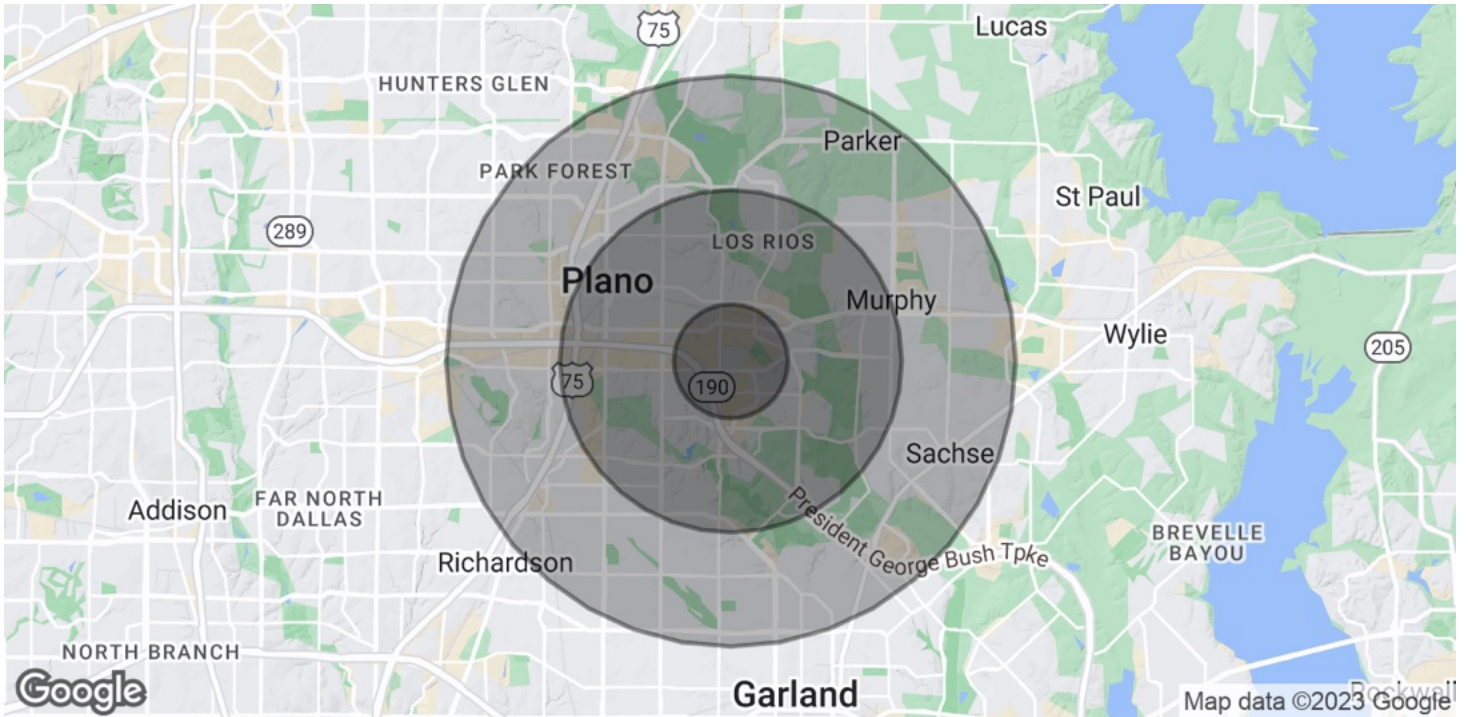 75
Lucas
HUNTERS GLEN
Parker
PARK FOREST
St Paul
289
LOS RIOS
Plano
Murphy
Wylie
205
75
190
Sachse
Addison
FAR NORTH
DALLAS
President George Bush Tpke
BREVELLE
BAYOU
Richardson
NORTH BRANCH
Google
Garland
Rockwall
Map data ©2023 Google